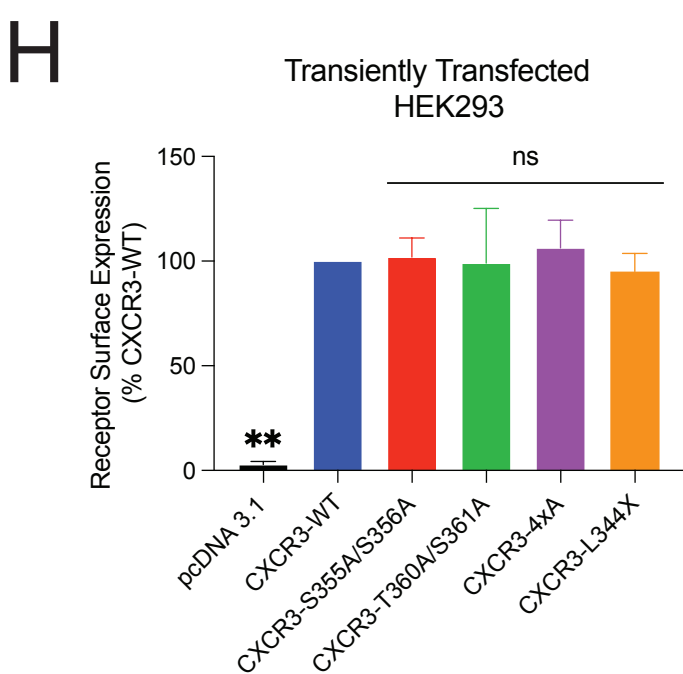 H
Transiently Transfected
HEK293
Receptor Surface Expression
(% CXCR3-WT)
150
100
50
0
ns
**
pcDNA 3.1
CXCR3-WT
CXCR3-S355A/S356A
CXCR3-T360A/S361A
CXCR3-4xA
CXCR3-L344X